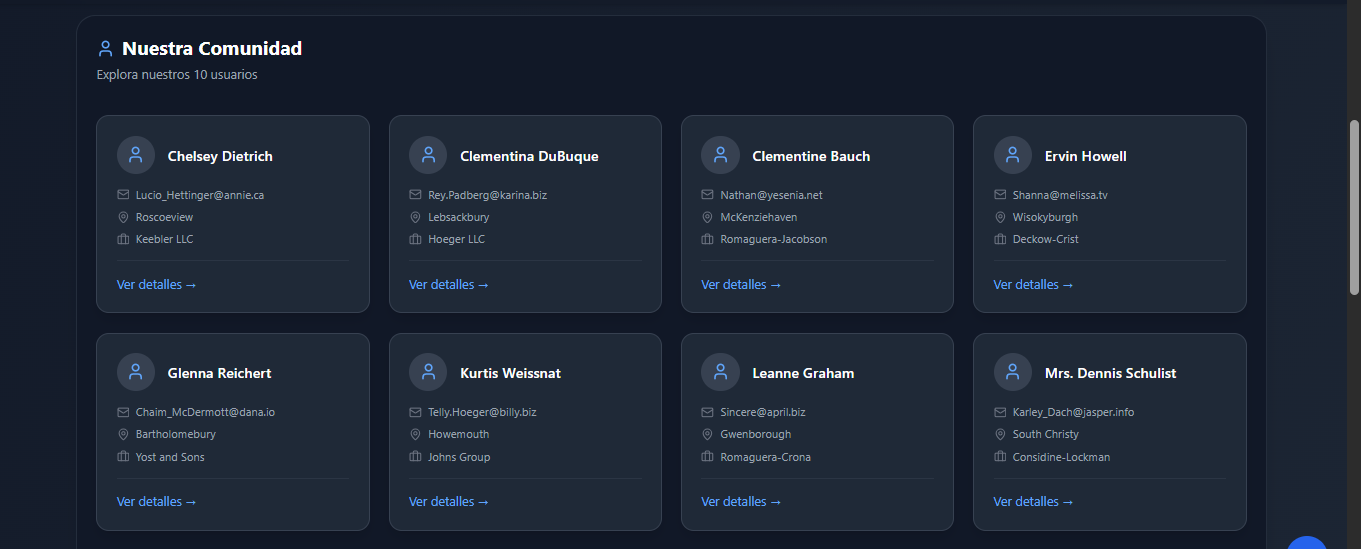 Nuestra Comunidad
Explora nuestros 10 usuarios
Chelsey Dietrich
Lucio_Hettinger@annie.ca
Roscoeview
Keebler LLC
Ver detalles →
Clementina DuBuque
Rey.Padberg@karina.biz
Lebsackbury
Hoeger LLC
Ver detalles →
Clementine Bauch
Nathan@yesenia.net
McKenziehaven
Romaguera-Jacobson
Ver detalles →
Ervin Howell
Shanna@melissa.tv
Wisokyburgh
Deckow-Crist
Ver detalles →
Glenna Reichert
Chaim_McDermott@dana.io
Bartholomebury
Yost and Sons
Ver detalles →
Kurtis Weissnat
Telly.Hoeger@billy.biz
Howemouth
Johns Group
Ver detalles →
Leanne Graham
Sincere@april.biz
Gwenborough
Romaguera-Crona
Ver detalles →
Mrs. Dennis Schulist
Karley_Dach@jasper.info
South Christy
Considine-Lockman
Ver detalles →